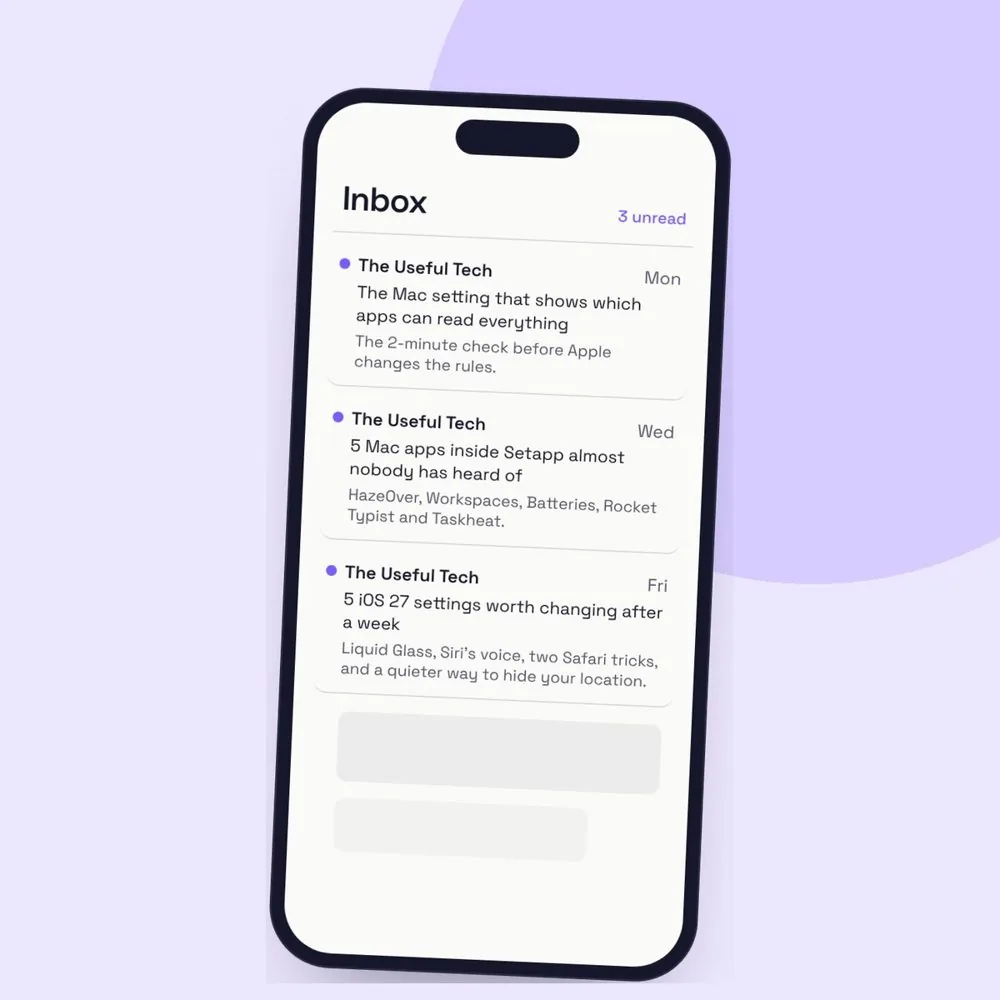 Inbox
3 unread
The Useful Tech
Mon
The Mac setting that shows which
apps can read everything
The 2-minute check before Apple
changes the rules.
The Useful Tech
Wed
5 Mac apps inside Setapp almost
nobody has heard of
HazeOver, Workspaces, Batteries, Rocket
Typist and Taskheat.
The Useful Tech
Fri
5 iOS 27 settings worth changing after
a week
Liquid Glass, Siri's voice, two Safari tricks,
and a quieter way to hide your location.